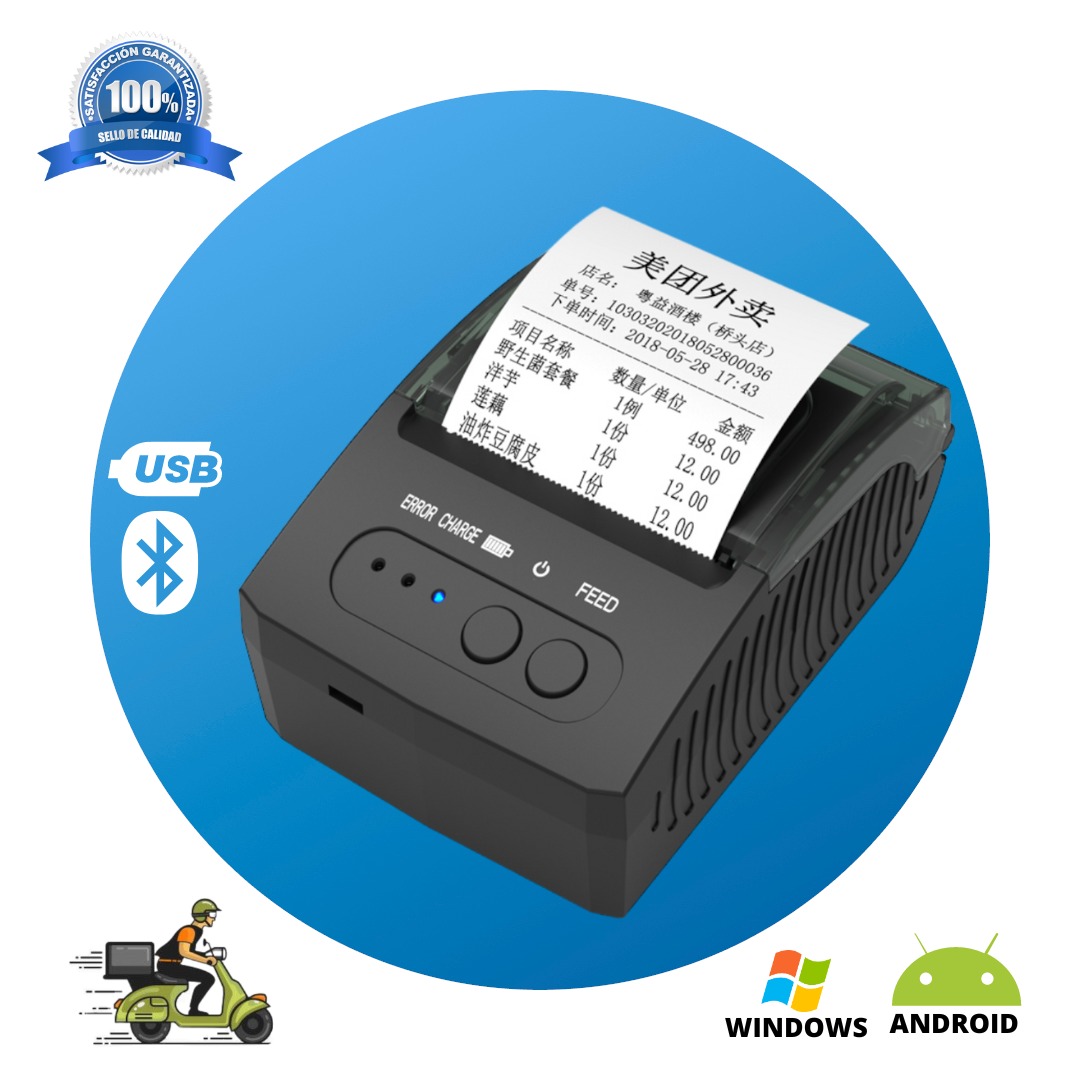 SATISFACCIÓN GARANTIZADA
100%
SELLO DE CALIDAD
美团外卖
店名： 粤益酒楼（桥头店）
单号：1030320201805280036
下单时间：2018-05-28 17:43
项目名称 数量/单位 金额
野生菌套餐 1例 498.00
洋芋 1份 12.00
莲藕 1份 12.00
油炸豆腐皮 1份 12.00
USB
ERROR CHARGE
FEED
WINDOWS
ANDROID